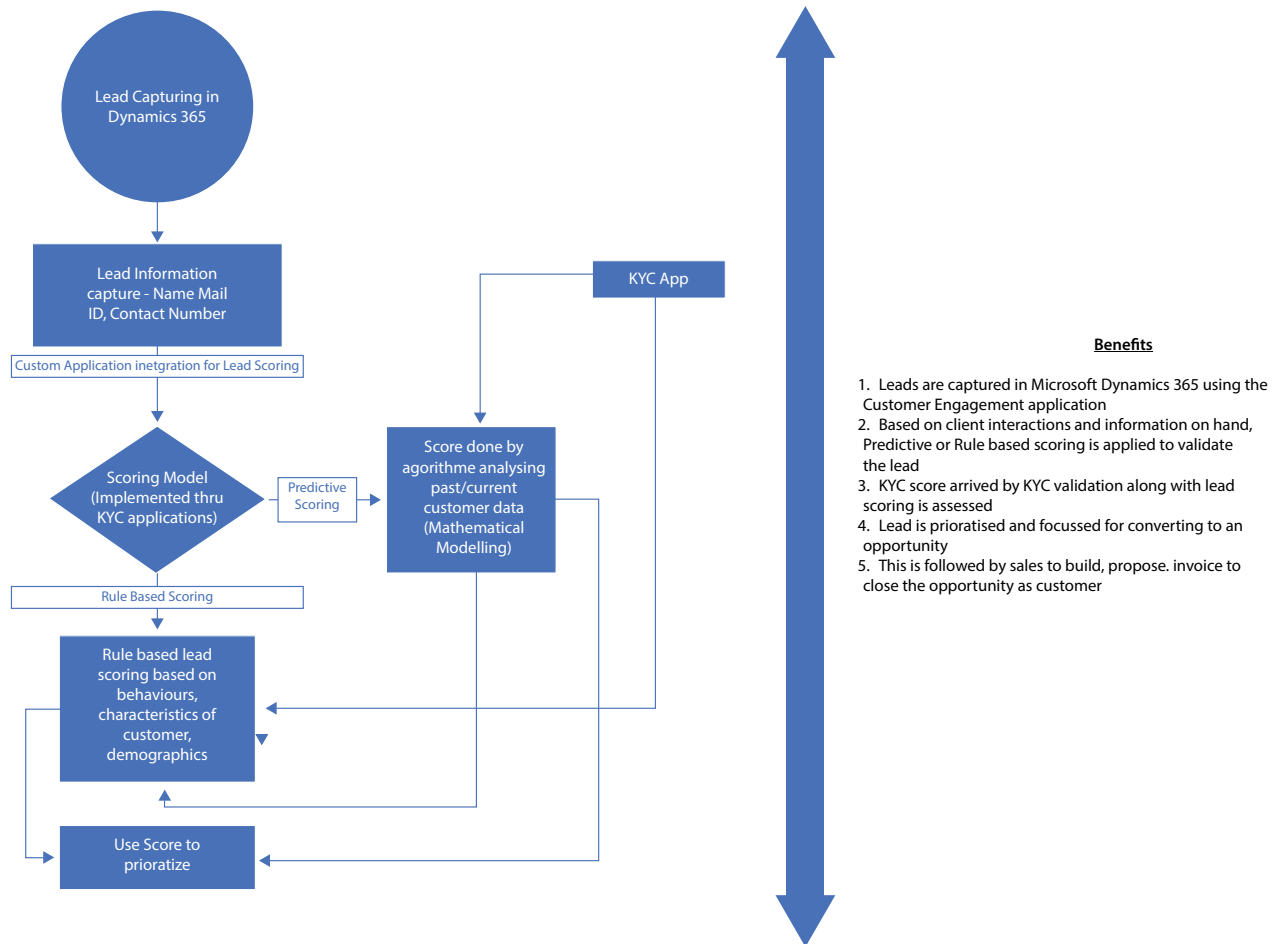 Lead Capturing in
Dynamics 365
Lead Information
capture - Name Mail
ID, Contact Number
KYC App
Custom Application inetgration for Lead Scoring
Scoring Model
(Implemented thru
KYC applications)
Predictive
Scoring
Score done by
agorithme analysing
past/current
customer data
(Mathematical
Modelling)
Rule Based Scoring
Rule based lead
scoring based on
behaviours,
characteristics of
customer,
demographics
Use Score to
prioratize
Benefits
1. Leads are captured in Microsoft Dynamics 365 using the
Customer Engagement application
2. Based on client interactions and information on hand,
Predictive or Rule based scoring is applied to validate
the lead
3. KYC score arrived by KYC validation along with lead
scoring is assessed
4. Lead is prioratised and focussed for converting to an
opportunity
5. This is followed by sales to build, propose. invoice to
close the opportunity as customer